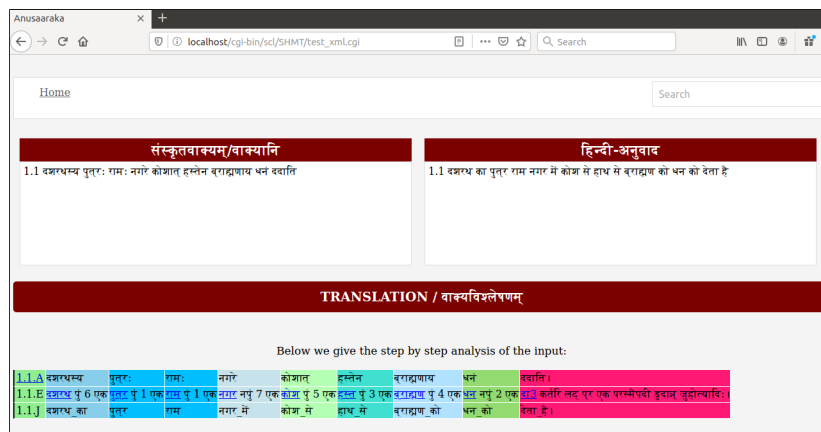 Anusaaraka × +
localhost/cgi-bin/scl/SHMT/test_xml.cgi ... Search
Home
Search
संस्कृतवाक्यम्/वाक्यानि
हिन्दी-अनुवाद
1.1 दशरथस्य पुत्रः रामः नगरे कोशात् हस्तेन ब्राह्मणाय धनं ददाति
1.1 दशरथ का पुत्र राम नगर में कोश से हाथ से ब्राह्मण को धन को देता है
TRANSLATION / वाक्यविश्लेषणम्
Below we give the step by step analysis of the input:
1.1.A दशरथस्य पुत्रः रामः नगरे कोशात् हस्तेन ब्राह्मणाय धनं ददाति।
1.1.E दशरथ पुं 6 एक पुत्र पुं 1 एक राम पुं 1 एक नगर नपुं 7 एक कोश पुं 5 एक हस्त पुं 3 एक ब्राह्मण पुं 4 एक धन नपुं 2 एक दा3 कर्तरि लट् प्र एक परस्मैपदी डुदाञ् जुहोत्यादिः।
1.1.J दशरथ_का पुत्र राम नगर_में कोश_से हाथ_से ब्राह्मण_को धन_को देता_है।